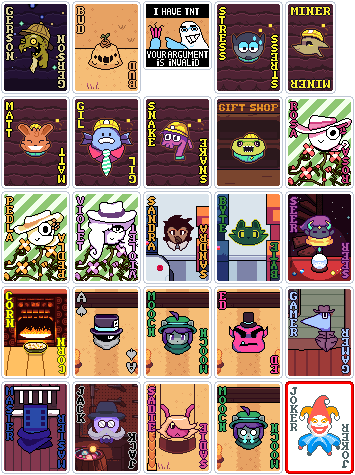 GERSON
GERSON
BUD
BUD
I HAVE TNT
YOUR ARGUMENT
IS INVALID
STRESS
STRESS
MINER
MINER
MATT
MATT
GIL
GIL
SNAKE
SNAKE
GIFT SHOP
ROSA
ROSA
PEDLA
PEDLA
VIOLET
VIOLET
SANDRA
SANDRA
BYTE
BYTE
SEER
SEER
CORN
CORN
A
A
MOOCH
MOOCH
ED
ED
GAMER
GAMER
MASTER
MASTER
JACK
JACK
SADIE
SADIE
MOOCH
MOOCH
JOKER
JOKER